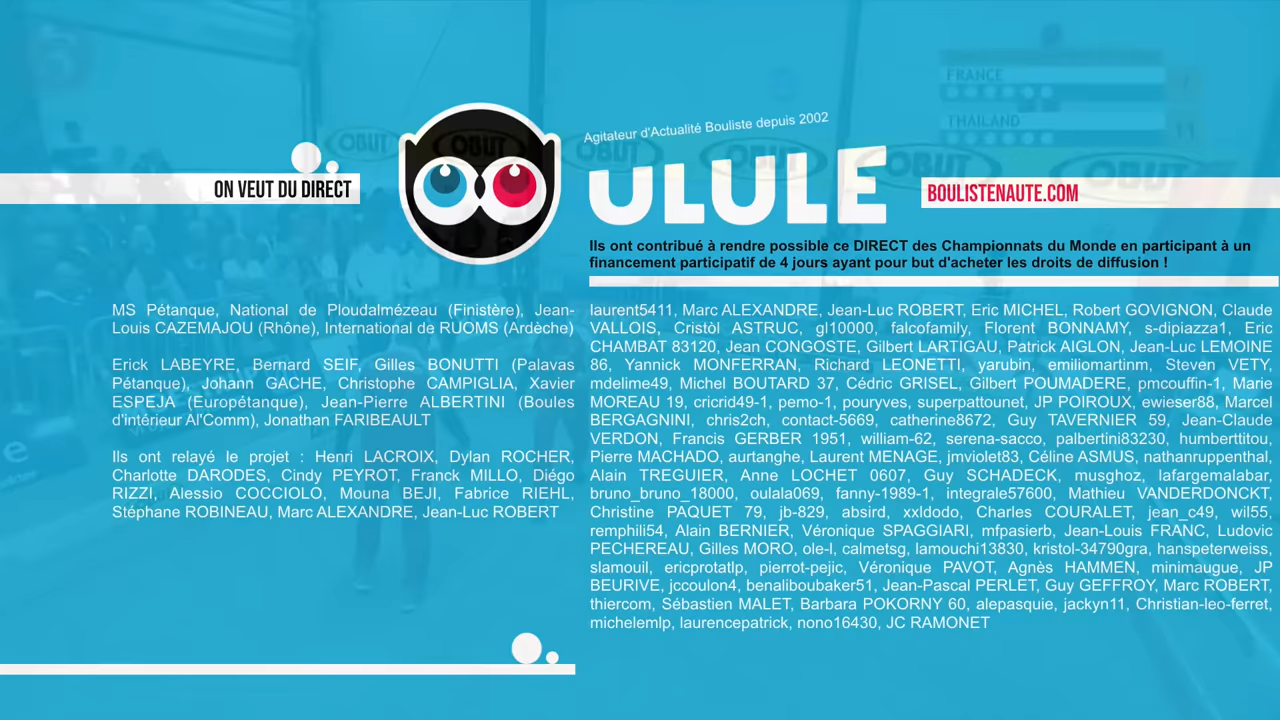 FRANCE
THAILAND
OBUT OBUT OBUT OBUT OBUT
Agitateur d'Actualité Bouliste depuis 2002
ON VEUT DU DIRECT
ULULE
BOULISTENAUTE.COM
Ils ont contribué à rendre possible ce DIRECT des Championnats du Monde en participant à un
financement participatif de 4 jours ayant pour but d'acheter les droits de diffusion !
MS Pétanque, National de Ploudalmézeau (Finistère), Jean-
Louis CAZEMAJOU (Rhône), International de RUOMS (Ardèche)
Erick LABEYRE, Bernard SEIF, Gilles BONUTTI (Palavas
Pétanque), Johann GACHE, Christophe CAMPIGLIA, Xavier
ESPEJA (Europétanque), Jean-Pierre ALBERTINI (Boules
d'intérieur Al'Comm), Jonathan FARIBEAULT
Ils ont relayé le projet : Henri LACROIX, Dylan ROCHER,
Charlotte DARODES, Cindy PEYROT, Franck MILLO, Diégo
RIZZI, Alessio COCCIOLO, Mouna BEJI, Fabrice RIEHL,
Stéphane ROBINEAU, Marc ALEXANDRE, Jean-Luc ROBERT
laurent5411, Marc ALEXANDRE, Jean-Luc ROBERT, Eric MICHEL, Robert GOVIGNON, Claude
VALLOIS, Cristòl ASTRUC, gl10000, falcofamily, Florent BONNAMY, s-dipiazza1, Eric
CHAMBAT 83120, Jean CONGOSTE, Gilbert LARTIGAU, Patrick AIGLON, Jean-Luc LEMOINE
86, Yannick MONFERRAN, Richard LEONETTI, yarubin, emiliomartinm, Steven VETY,
mdelime49, Michel BOUTARD 37, Cédric GRISEL, Gilbert POUMADERE, pmcouffin-1, Marie
MOREAU 19, cricrid49-1, pemo-1, pouryves, superpattounet, JP POIROUX, ewieser88, Marcel
BERGAGNINI, chris2ch, contact-5669, catherine8672, Guy TAVERNIER 59, Jean-Claude
VERDON, Francis GERBER 1951, william-62, serena-sacco, palbertini83230, humberttitou,
Pierre MACHADO, aurtanghe, Laurent MENAGE, jmviolet83, Céline ASMUS, nathanruppenthal,
Alain TREGUIER, Anne LOCHET 0607, Guy SCHADECK, musghoz, lafargemalabar,
bruno_bruno_18000, oulala069, fanny-1989-1, integrale57600, Mathieu VANDERDONCKT,
Christine PAQUET 79, jb-829, absird, xxldodo, Charles COURALET, jean_c49, wil55,
remphili54, Alain BERNIER, Véronique SPAGGIARI, mfpasierb, Jean-Louis FRANC, Ludovic
PECHEREAU, Gilles MORO, ole-l, calmetsg, lamouchi13830, kristol-34790gra, hanspeterweiss,
slamouil, ericprotatlp, pierrot-pejic, Véronique PAVOT, Agnès HAMMEN, minimaugue, JP
BEURIVE, jccoulon4, benaliboubaker51, Jean-Pascal PERLET, Guy GEFFROY, Marc ROBERT,
thiercom, Sébastien MALET, Barbara POKORNY 60, alepasquie, jackyn11, Christian-leo-ferret,
michelemlp, laurencepatrick, nono16430, JC RAMONET